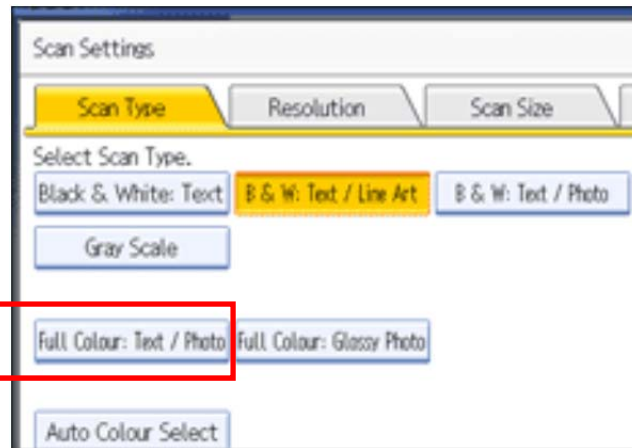 Scan Settings
Scan Type Resolution Scan Size
Select Scan Type.
Black & White: Text B & W: Text / Line Art B & W: Text / Photo
Gray Scale
Full Colour: Text / Photo Full Colour: Glossy Photo
Auto Colour Select